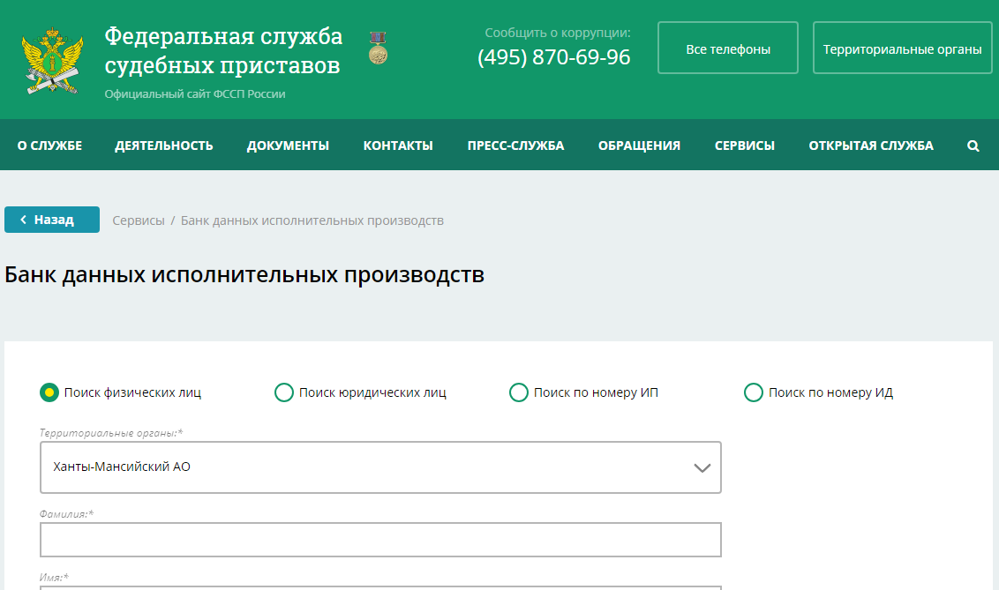 Федеральная служба
судебных приставов
Официальный сайт ФССП России
Сообщить о коррупции:
(495) 870-69-96
Все телефоны
Территориальные органы
О СЛУЖБЕ ДЕЯТЕЛЬНОСТЬ ДОКУМЕНТЫ КОНТАКТЫ ПРЕСС-СЛУЖБА ОБРАЩЕНИЯ СЕРВИСЫ ОТКРЫТАЯ СЛУЖБА
Назад Сервисы / Банк данных исполнительных производств
Банк данных исполнительных производств
Поиск физических лиц Поиск юридических лиц Поиск по номеру ИП Поиск по номеру ИД
Территориальные органы:*
Ханты-Мансийский АО
Фамилия:*
Имя:*